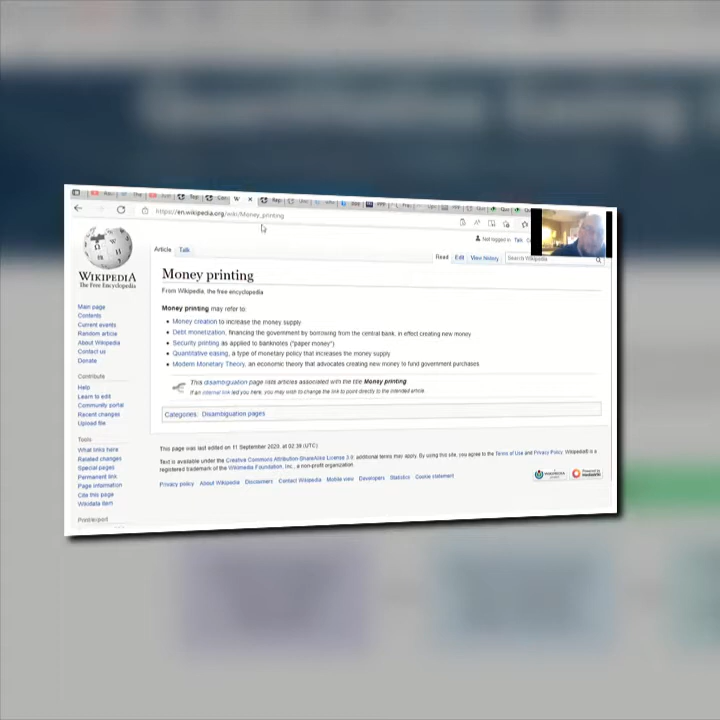 https://en.wikipedia.org/wiki/Money_printing
Not logged in Talk
Article Talk
Read Edit View history Search Wikipedia
WIKIPEDIA
The Free Encyclopedia
Money printing
From Wikipedia, the free encyclopedia
Money printing may refer to:
Money creation to increase the money supply
Debt monetization, financing the government by borrowing from the central bank, in effect creating new money
Security printing as applied to banknotes ("paper money")
Quantitative easing, a type of monetary policy that increases the money supply
Modern Monetary Theory, an economic theory that advocates creating new money to fund government purchases
This disambiguation page lists articles associated with the title Money printing
If an internal link led you here, you may wish to change the link to point directly to the intended article.
Categories: Disambiguation pages
Main page
Contents
Current events
Random article
About Wikipedia
Contact us
Donate
Contribute
Help
Learn to edit
Community portal
Recent changes
Upload file
Tools
What links here
Related changes
Special pages
Permanent link
Page information
Cite this page
Wikidata item
Print/export
This page was last edited on 11 September 2020, at 02:39 (UTC)
Text is available under the Creative Commons Attribution-ShareAlike License 3.0; additional terms may apply. By using this site, you agree to the Terms of Use and Privacy Policy. Wikipedia® is a
registered trademark of the Wikimedia Foundation, Inc., a non-profit organization.
Privacy policy About Wikipedia Disclaimers Contact Wikipedia Mobile view Developers Statistics Cookie statement